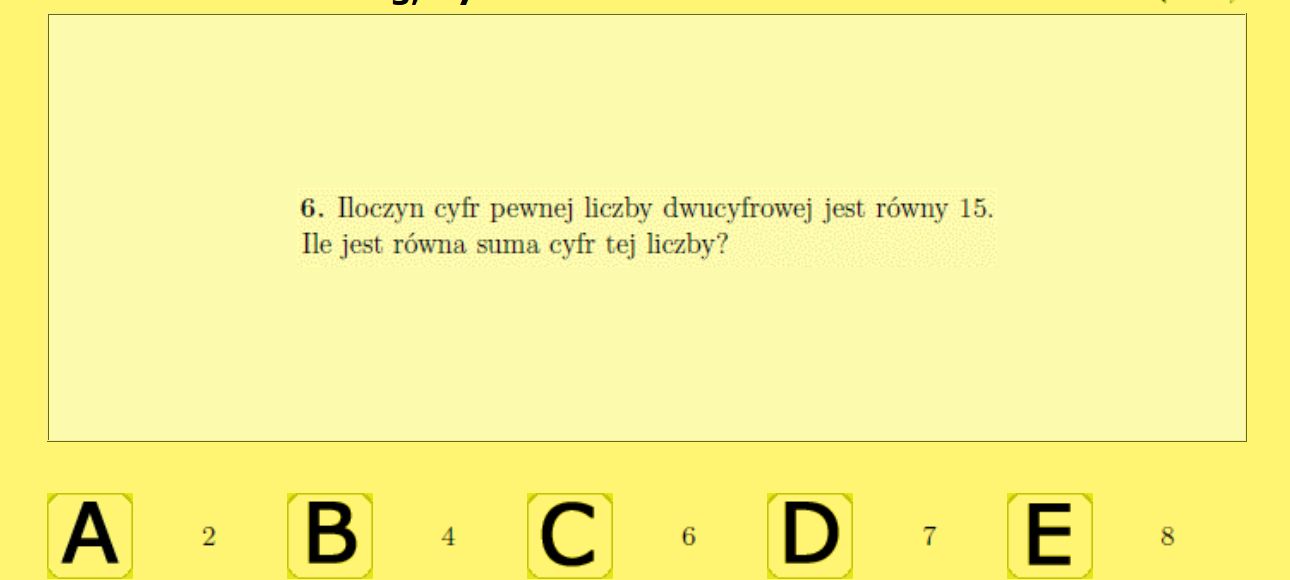 6. Iloczyn cyfr pewnej liczby dwucyfrowej jest równy 15.
Ile jest równa suma cyfr tej liczby?
A 2 B 4 C 6 D 7 E 8